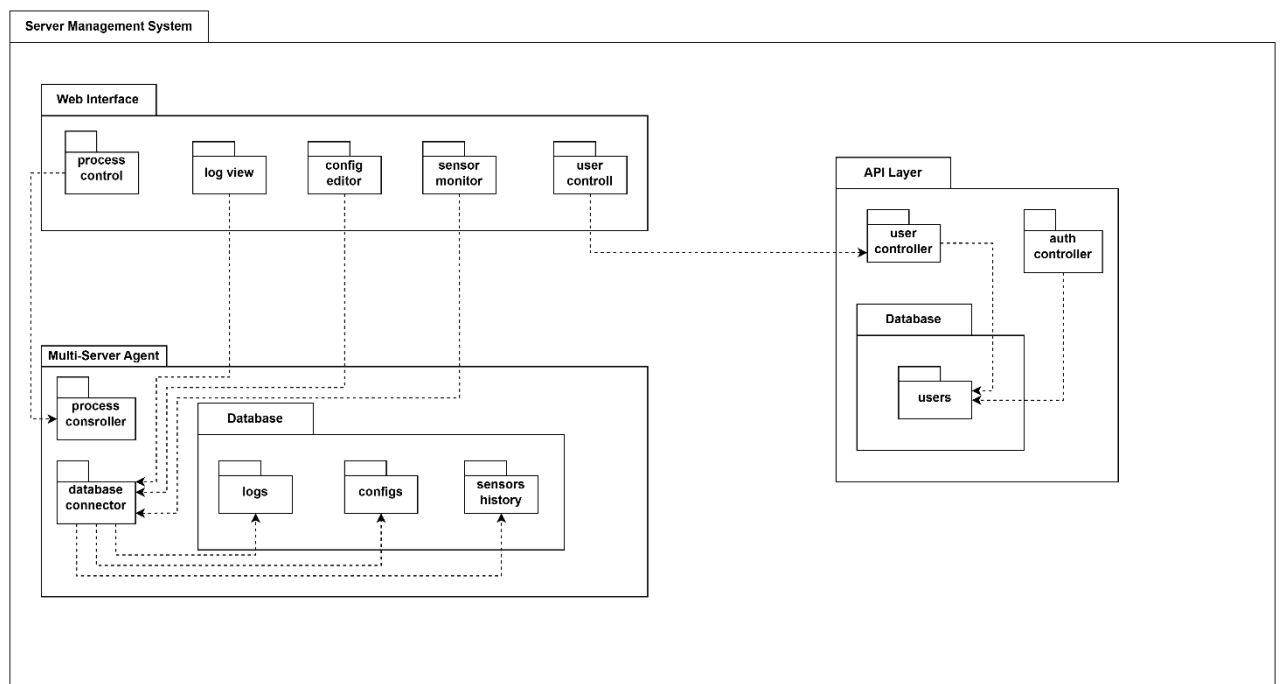 Server Management System
Web Interface
process
control
log view
config
editor
sensor
monitor
user
controll
API Layer
user
controller
auth
controller
Database
users
Multi-Server Agent
process
consroller
database
connector
Database
logs
configs
sensors
history